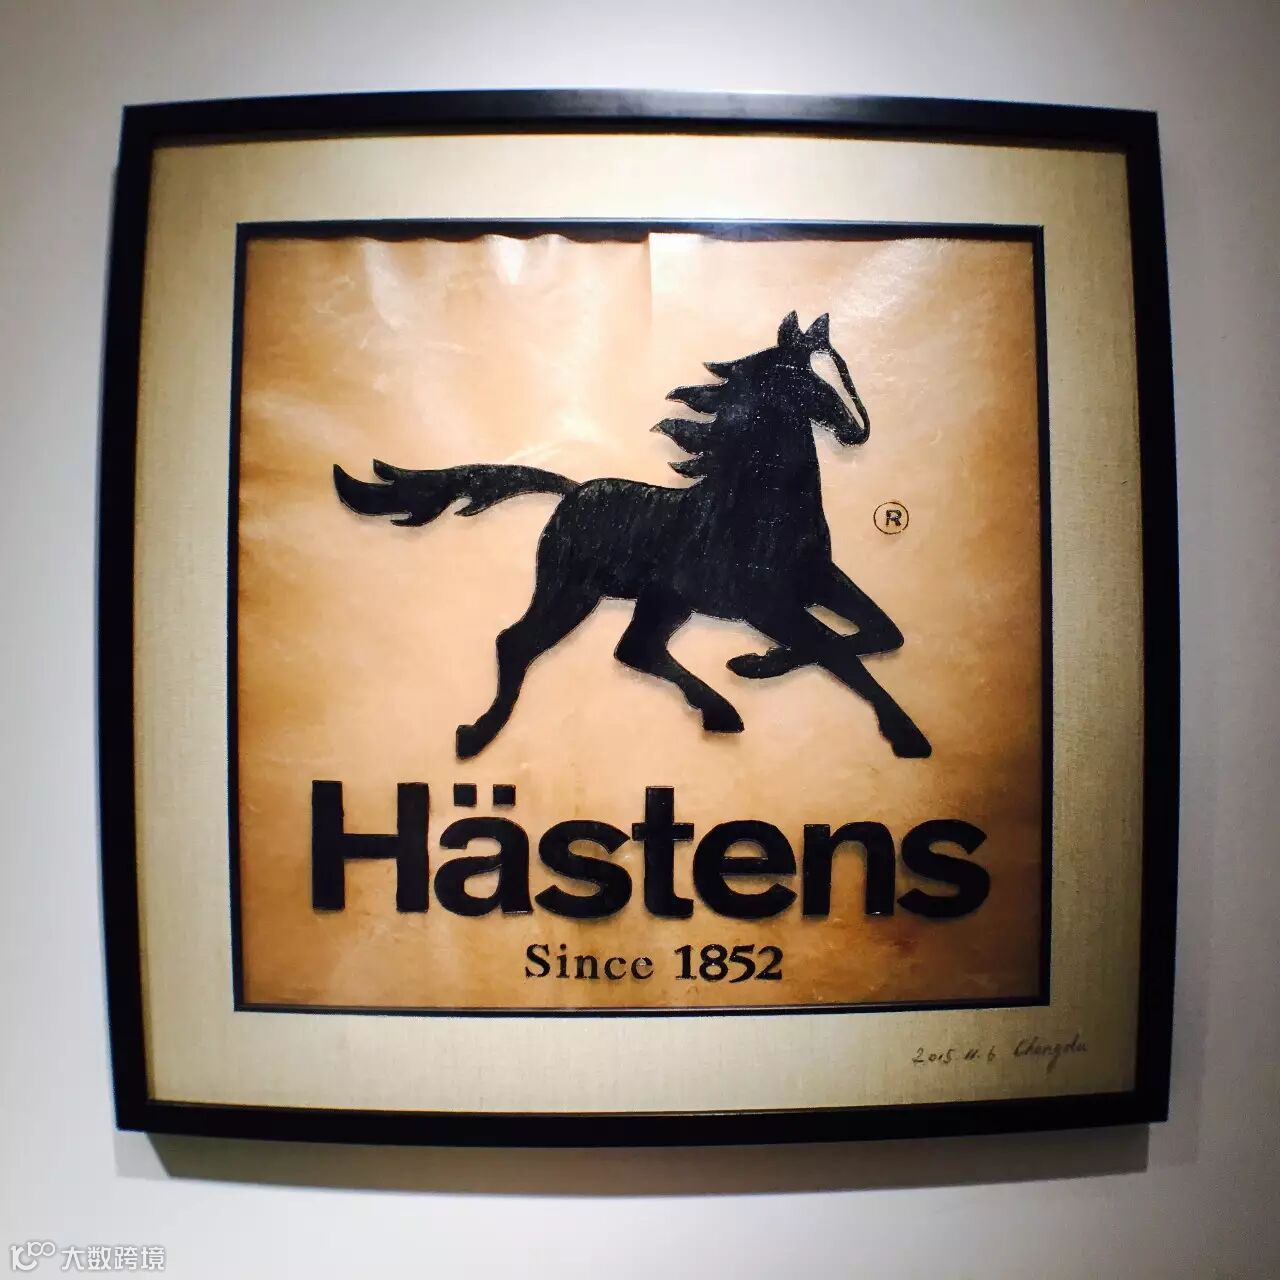 ®
Hästens
Since 1852
2015.11.6 Chengdu
大数跨境